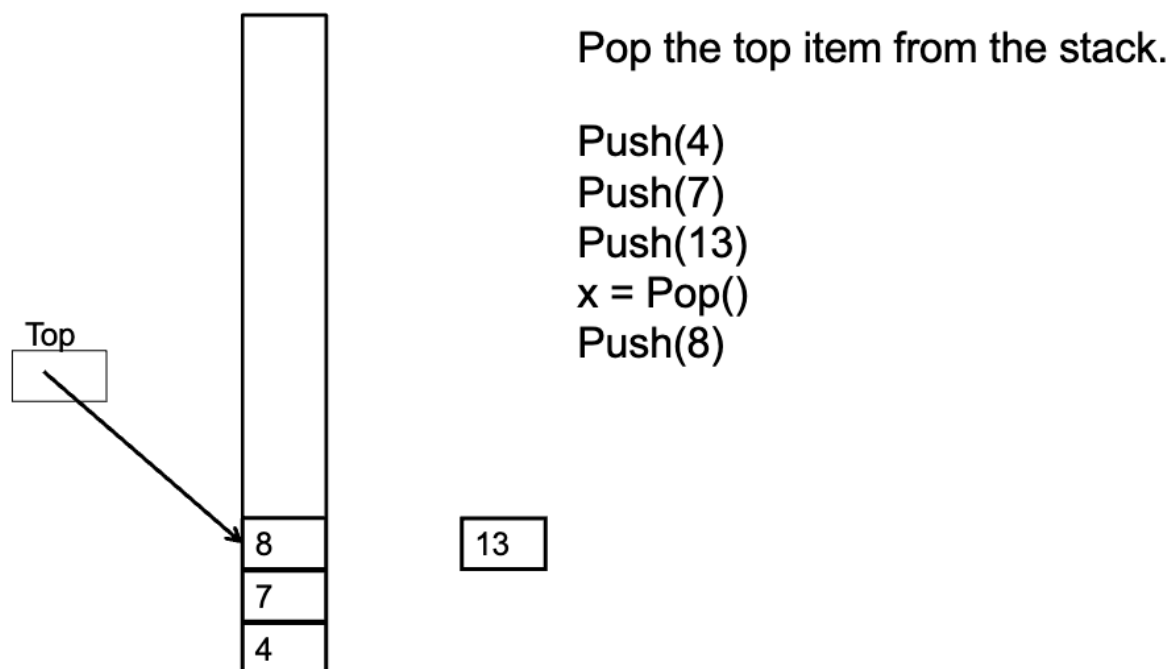 Pop the top item from the stack.
Push(4)
Push(7)
Push(13)
x = Pop()
Push(8)
Top
8
13
7
4